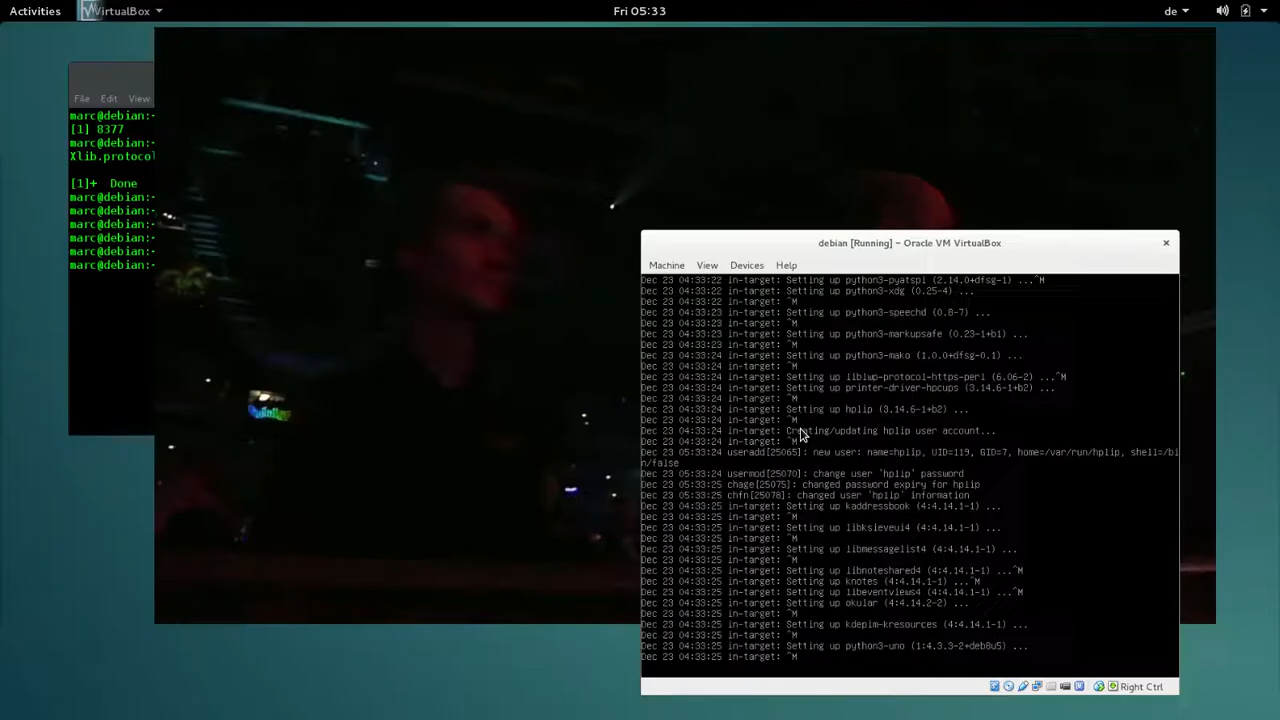 Activities VirtualBox Fri 05:33 de
File Edit View
marc@debian:~
[1] 8377
marc@debian:~
Xlib.protocol
[1]+ Done
marc@debian:~
marc@debian:~
marc@debian:~
marc@debian:~
marc@debian:~
marc@debian:~
debian [Running] – Oracle VM VirtualBox ×
Machine View Devices Help
Dec 23 04:33:22 in-target: Setting up python3-pyatspi (2.14.0+dfsg-1) ...^M
Dec 23 04:33:22 in-target: Setting up python3-xdg (0.25-4) ...
Dec 23 04:33:22 in-target: ^M
Dec 23 04:33:23 in-target: Setting up python3-speechd (0.8-7) ...
Dec 23 04:33:23 in-target: ^M
Dec 23 04:33:23 in-target: Setting up python3-markupsafe (0.23-1+b1) ...
Dec 23 04:33:23 in-target: ^M
Dec 23 04:33:24 in-target: Setting up python3-mako (1.0.0+dfsg-0.1) ...
Dec 23 04:33:24 in-target: ^M
Dec 23 04:33:24 in-target: Setting up liblwp-protocol-https-perl (6.06-2) ...^M
Dec 23 04:33:24 in-target: Setting up printer-driver-hpcups (3.14.6-1+b2) ...
Dec 23 04:33:24 in-target: ^M
Dec 23 04:33:24 in-target: Setting up hplip (3.14.6-1+b2) ...
Dec 23 04:33:24 in-target: ^M
Dec 23 04:33:24 in-target: Creating/updating hplip user account...
Dec 23 04:33:24 in-target: ^M
Dec 23 05:33:24 useradd[25065]: new user: name=hplip, UID=119, GID=7, home=/var/run/hplip, shell=/bi
n/false
Dec 23 05:33:24 usermod[25070]: change user 'hplip' password
Dec 23 05:33:25 chage[25075]: changed password expiry for hplip
Dec 23 05:33:25 chfn[25078]: changed user 'hplip' information
Dec 23 04:33:25 in-target: Setting up kaddressbook (4:4.14.1-1) ...
Dec 23 04:33:25 in-target: ^M
Dec 23 04:33:25 in-target: Setting up libksieveui4 (4:4.14.1-1) ...
Dec 23 04:33:25 in-target: ^M
Dec 23 04:33:25 in-target: Setting up libmessagelist4 (4:4.14.1-1) ...
Dec 23 04:33:25 in-target: ^M
Dec 23 04:33:25 in-target: Setting up libnoteshared4 (4:4.14.1-1) ...^M
Dec 23 04:33:25 in-target: Setting up knotes (4:4.14.1-1) ...^M
Dec 23 04:33:25 in-target: Setting up libeventviews4 (4:4.14.1-1) ...^M
Dec 23 04:33:25 in-target: Setting up okular (4:4.14.2-2) ...
Dec 23 04:33:25 in-target: ^M
Dec 23 04:33:25 in-target: Setting up kdepim-kresources (4:4.14.1-1) ...
Dec 23 04:33:25 in-target: ^M
Dec 23 04:33:25 in-target: Setting up python3-uno (1:4.3.3-2+deb8u5) ...
Dec 23 04:33:25 in-target: ^M
Right Ctrl